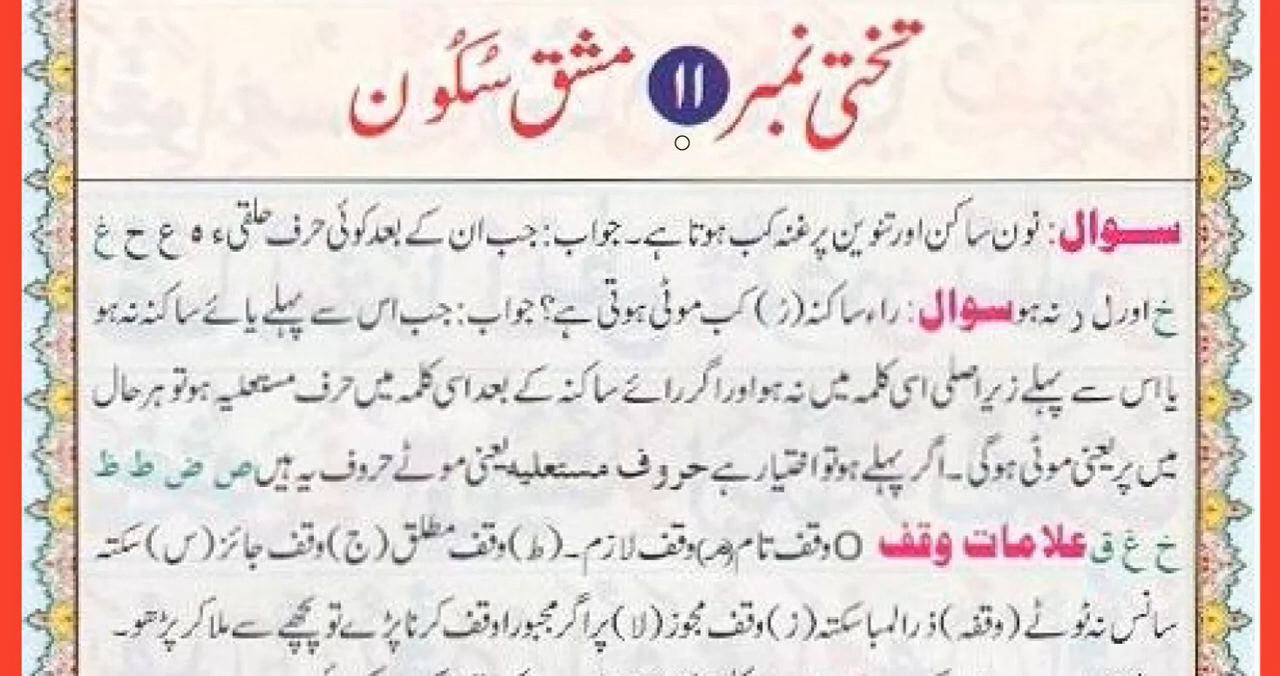 تختی نمبر ۱۱ مشق سُکُون
سوال: نون ساکن اور تنوین پر غنہ کب ہوتا ہے۔ جواب: جب ان کے بعد کوئی حرف حلقی ء ہ ع ح غ
خ اور ل ر نہ ہو سوال: راء ساکنہ (رْ) کب موٹی ہوتی ہے؟ جواب: جب اس سے پہلے یائے ساکنہ نہ ہو
یا اس سے پہلے زیر اصلی اسی کلمہ میں نہ ہو اور اگر رائے ساکنہ کے بعد اسی کلمہ میں حرف مستعلیہ ہو تو ہر حال
میں پر یعنی موٹی ہوگی۔ اگر پہلے ہو تو اختیار ہے حروف مستعلیہ یعنی موٹے حروف یہ ہیں ص ض ط ظ
خ غ ق علامات وقف O وقف تام (مـ) وقف لازم۔ (ط) وقف مطلق (ج) وقف جائز (س) سکتہ
سانس نہ ٹوٹے (وقفہ) ذرا لمبا سکتہ (ز) وقف مجوز (لا) پر اگر مجبورا وقف کرنا پڑے تو پیچھے سے ملا کر پڑھو۔